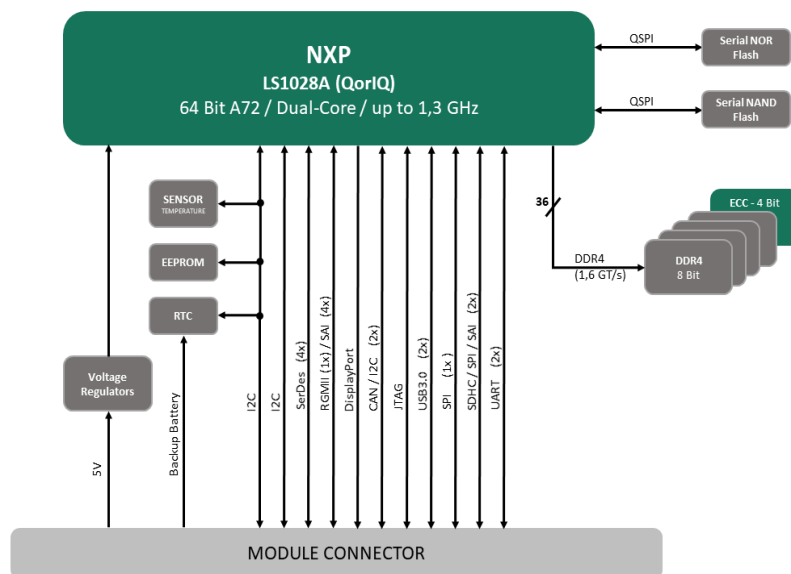 NXP
LS1028A (QorIQ)
64 Bit A72 / Dual-Core / up to 1,3 GHz
QSPI
Serial NOR
Flash
QSPI
Serial NAND
Flash
SENSOR
TEMPERATURE
EEPROM
RTC
Voltage
Regulators
36
DDR4
(1,6 GT/s)
ECC - 4 Bit
DDR4
8 Bit
5V
Backup Battery
I2C
I2C
SerDes (4x)
RGMII (1x) / SAI (4x)
DisplayPort
CAN / I2C (2x)
JTAG
USB3.0 (2x)
SPI (1x )
SDHC / SPI / SAI (2x)
UART (2x)
MODULE CONNECTOR